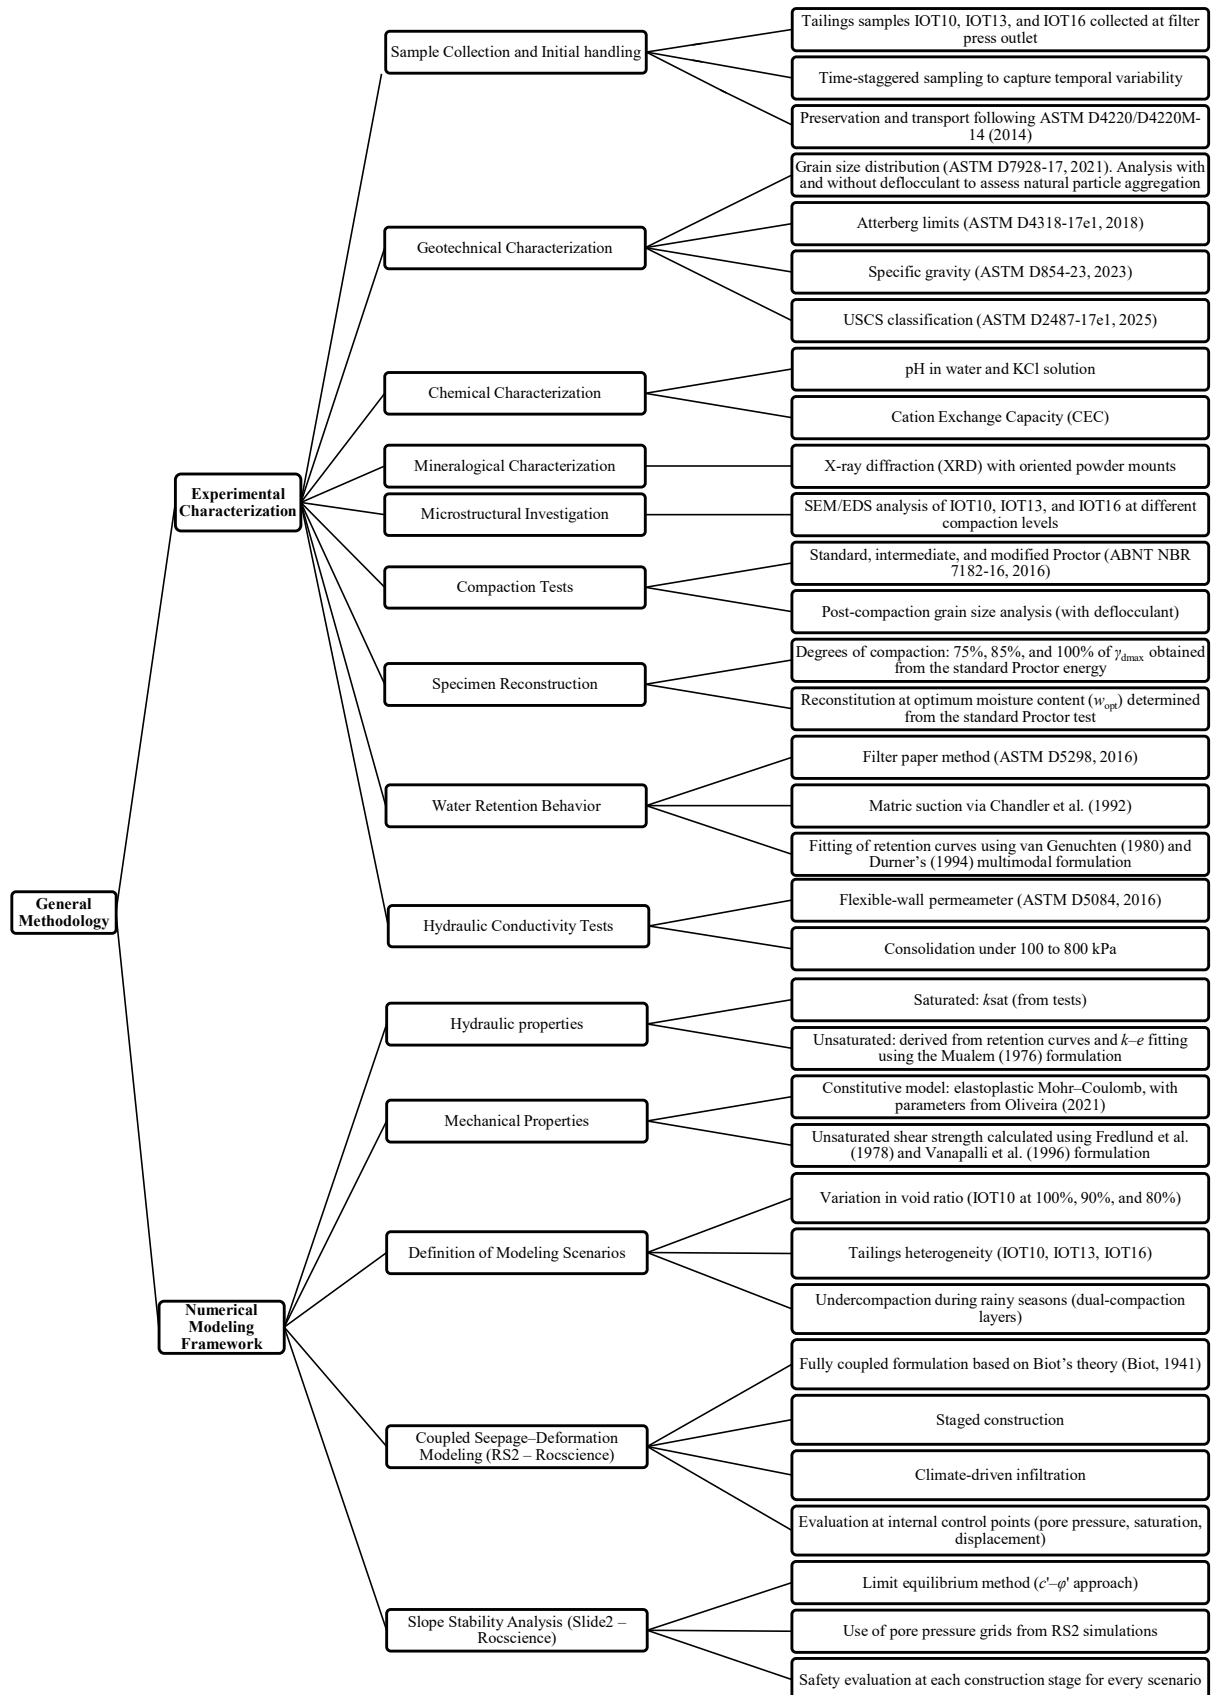 General
Methodology
Experimental
Characterization
Sample Collection and Initial handling
Tailings samples IOT10, IOT13, and IOT16 collected at filter
press outlet
Time-staggered sampling to capture temporal variability
Preservation and transport following ASTM D4220/D4220M-
14 (2014)
Geotechnical Characterization
Grain size distribution (ASTM D7928-17, 2021). Analysis with
and without deflocculant to assess natural particle aggregation
Atterberg limits (ASTM D4318-17e1, 2018)
Specific gravity (ASTM D854-23, 2023)
USCS classification (ASTM D2487-17e1, 2025)
Chemical Characterization
pH in water and KCl solution
Cation Exchange Capacity (CEC)
Mineralogical Characterization
X-ray diffraction (XRD) with oriented powder mounts
Microstructural Investigation
SEM/EDS analysis of IOT10, IOT13, and IOT16 at different
compaction levels
Compaction Tests
Standard, intermediate, and modified Proctor (ABNT NBR
7182-16, 2016)
Post-compaction grain size analysis (with deflocculant)
Specimen Reconstruction
Degrees of compaction: 75%, 85%, and 100% of γdmax obtained
from the standard Proctor energy
Reconstitution at optimum moisture content (wopt) determined
from the standard Proctor test
Water Retention Behavior
Filter paper method (ASTM D5298, 2016)
Matric suction via Chandler et al. (1992)
Fitting of retention curves using van Genuchten (1980) and
Durner’s (1994) multimodal formulation
Hydraulic Conductivity Tests
Flexible-wall permeameter (ASTM D5084, 2016)
Consolidation under 100 to 800 kPa
Numerical
Modeling
Framework
Hydraulic properties
Saturated: ksat (from tests)
Unsaturated: derived from retention curves and k–e fitting
using the Mualem (1976) formulation
Mechanical Properties
Constitutive model: elastoplastic Mohr–Coulomb, with
parameters from Oliveira (2021)
Unsaturated shear strength calculated using Fredlund et al.
(1978) and Vanapalli et al. (1996) formulation
Definition of Modeling Scenarios
Variation in void ratio (IOT10 at 100%, 90%, and 80%)
Tailings heterogeneity (IOT10, IOT13, IOT16)
Undercompaction during rainy seasons (dual-compaction
layers)
Coupled Seepage–Deformation
Modeling (RS2 – Rocscience)
Fully coupled formulation based on Biot’s theory (Biot, 1941)
Staged construction
Climate-driven infiltration
Evaluation at internal control points (pore pressure, saturation,
displacement)
Slope Stability Analysis (Slide2 –
Rocscience)
Limit equilibrium method (c'–φ' approach)
Use of pore pressure grids from RS2 simulations
Safety evaluation at each construction stage for every scenario